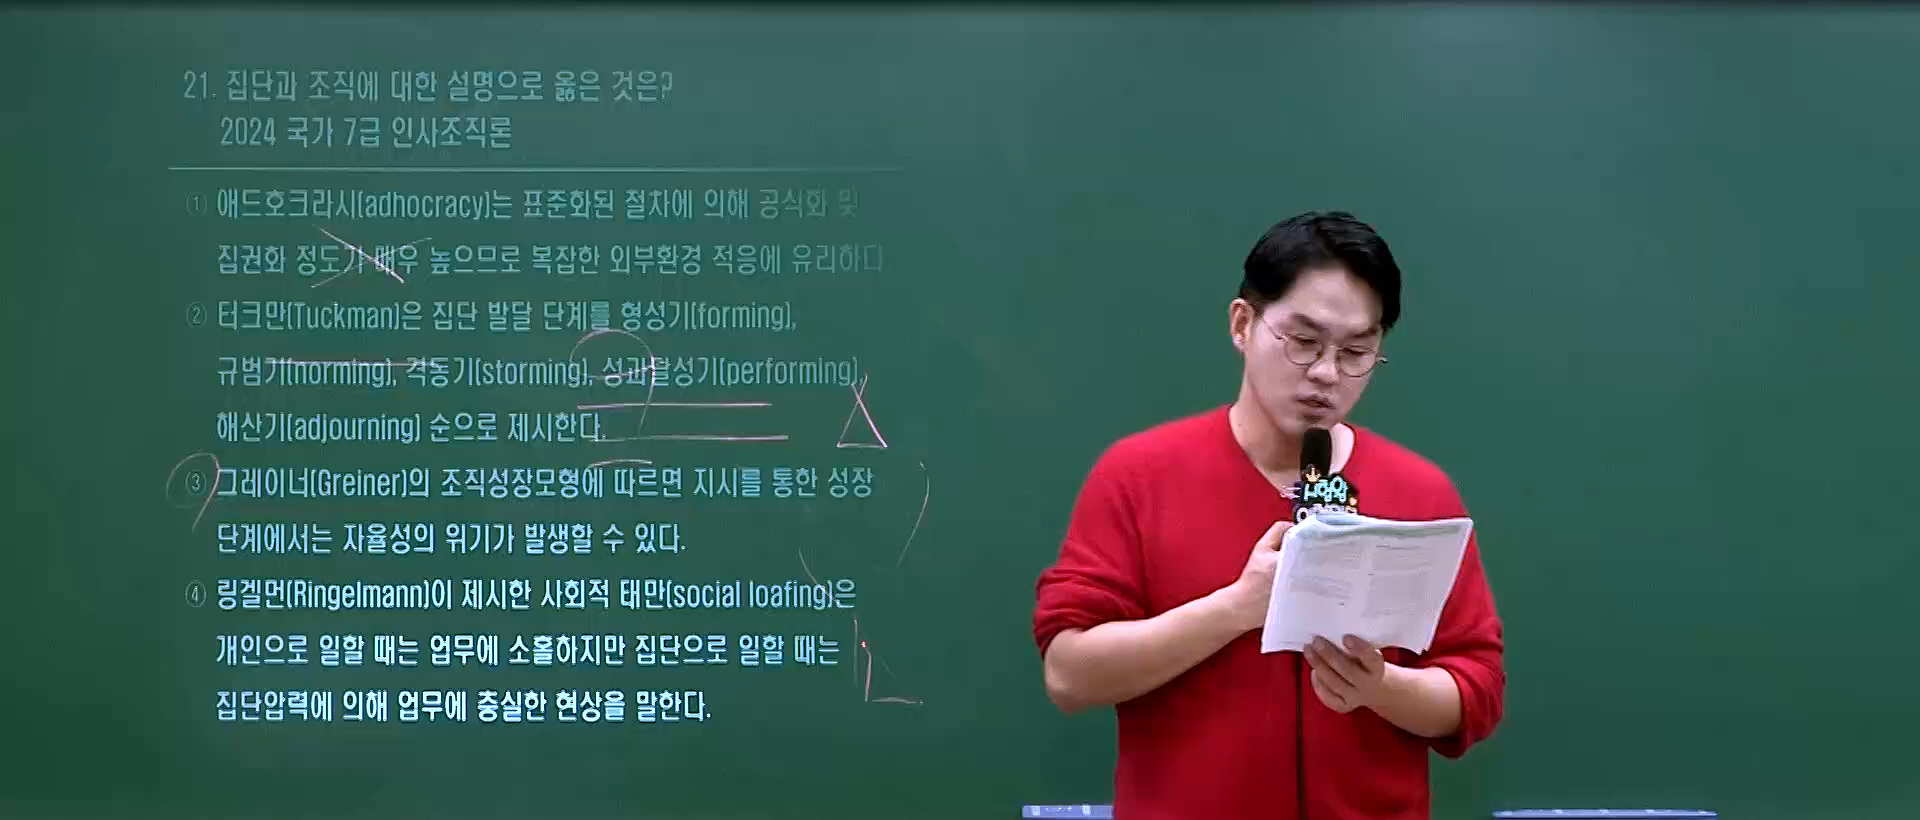 21. 집단과 조직에 대한 설명으로 옳은 것은?
2024 국가 7급 인사조직론
① 애드호크라시(adhocracy)는 표준화된 절차에 의해 공식화 및
집권화 정도가 매우 높으므로 복잡한 외부환경 적응에 유리하다
② 터크만(Tuckman)은 집단 발달 단계를 형성기(forming),
규범기(norming), 격동기(storming), 성과달성기(performing),
해산기(adjourning) 순으로 제시한다.
③ 그레이너(Greiner)의 조직성장모형에 따르면 지시를 통한 성장
단계에서는 자율성의 위기가 발생할 수 있다.
④ 링겔먼(Ringelmann)이 제시한 사회적 태만(social loafing)은
개인으로 일할 때는 업무에 소홀하지만 집단으로 일할 때는
집단압력에 의해 업무에 충실한 현상을 말한다.